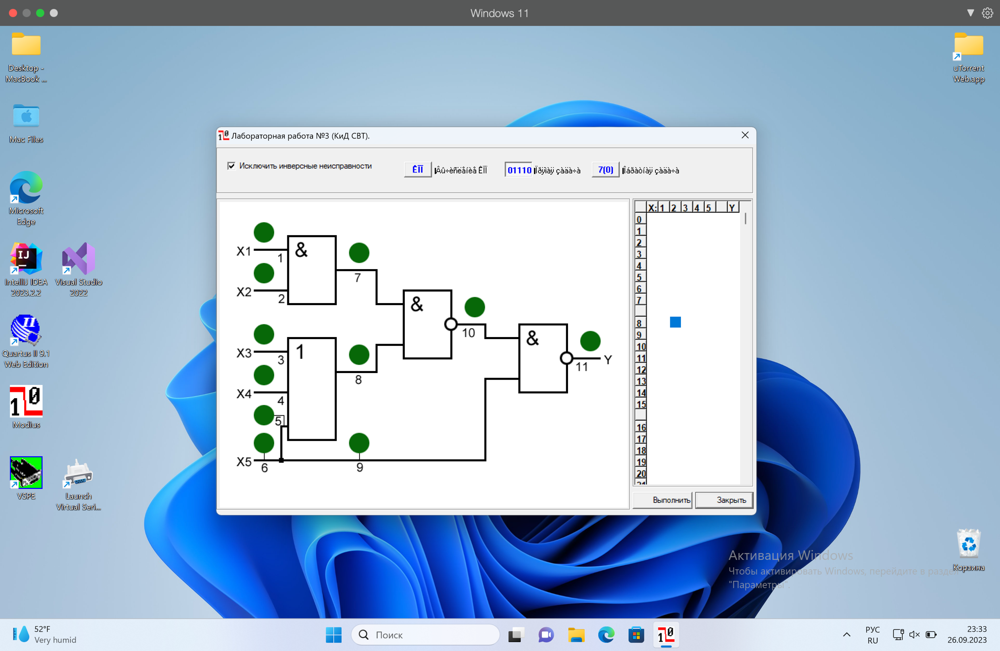 Windows 11
Desktop -
MacBook ...
Mac Files
Microsoft
Edge
IntelliJ IDEA
2023.2.2
Visual Studio
2022
Quartus II 9.1
Web Edition
Modius
VSPE
Launch
Virtual Seri...
uTorrent
Web.app
Корзина
Лабораторная работа №3 (КиД СВТ).
Исключить инверсные неисправности
ÊÏ
Âû÷èñëåíèå ÊÏ
01110
Ïðÿìàÿ çàäà÷à
7(0)
Îáðàòíàÿ çàäà÷à
X1
1
&
X2
2
7
X3
3
1
X4
4
8
5
X5
6
9
&
10
&
11
Y
X: 1 2 3 4 5 Y
0
1
2
3
4
5
6
7
8
9
10
11
12
13
14
15
16
17
18
19
20
21
Выполнить
Закрыть
Активация Windows
Чтобы активировать Windows, перейдите в раздел
"Параметры".
52°F
Very humid
Поиск
РУС
RU
23:33
26.09.2023